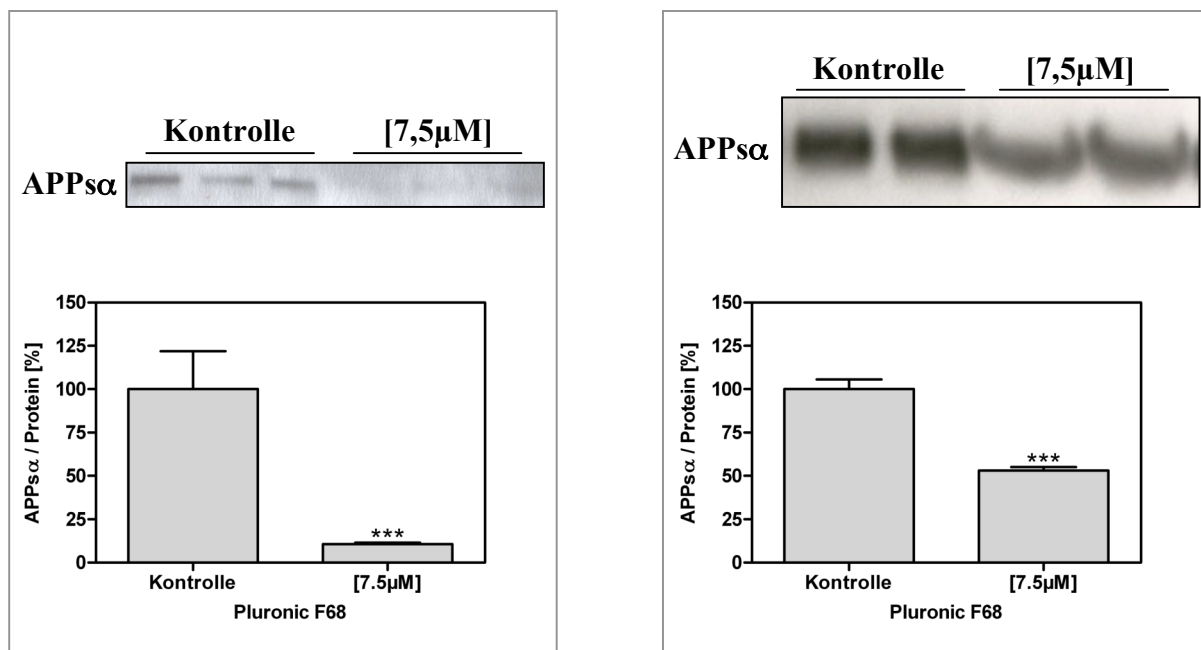 Kontrolle [7,5µM]
APPsα
150
125
100
75
50
25
0
APPsα / Protein [%]
***
Kontrolle [7.5µM]
Pluronic F68
Kontrolle [7,5µM]
APPsα
150
125
100
75
50
25
0
APPsα / Protein [%]
***
Kontrolle [7.5µM]
Pluronic F68